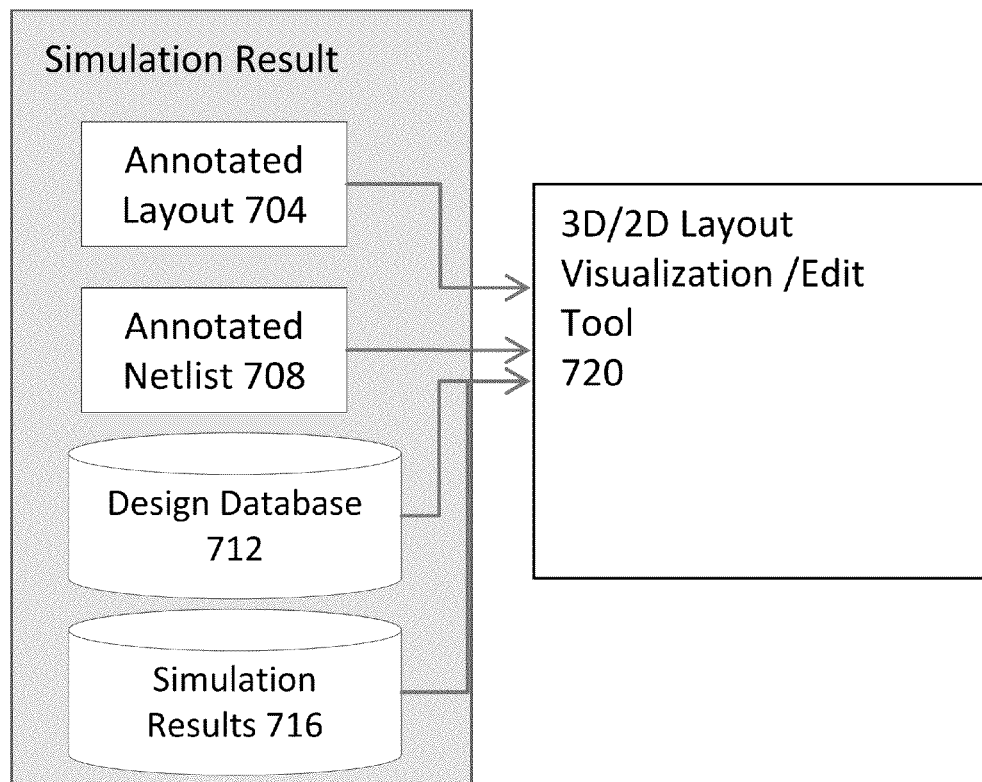 Simulation Result
Annotated
Layout 704
Annotated
Netlist 708
Design Database
712
Simulation
Results 716
3D/2D Layout
Visualization /Edit
Tool
720